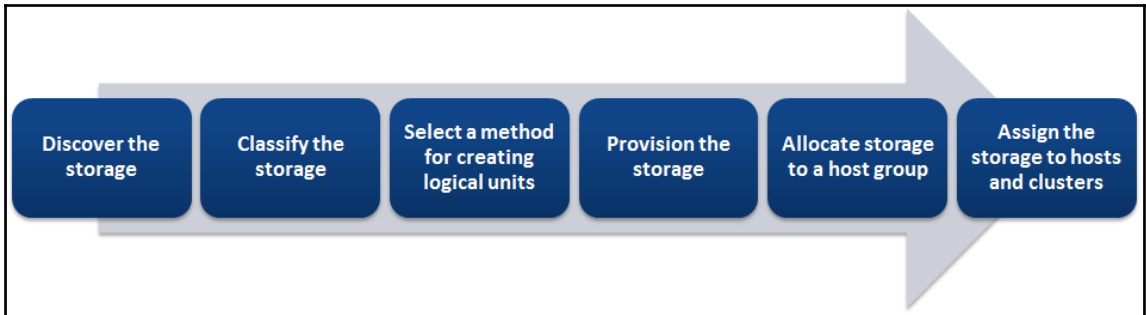 Discover the
storage
Classify the
storage
Select a method
for creating
logical units
Provision the
storage
Allocate storage
to a host group
Assign the
storage to hosts
and clusters